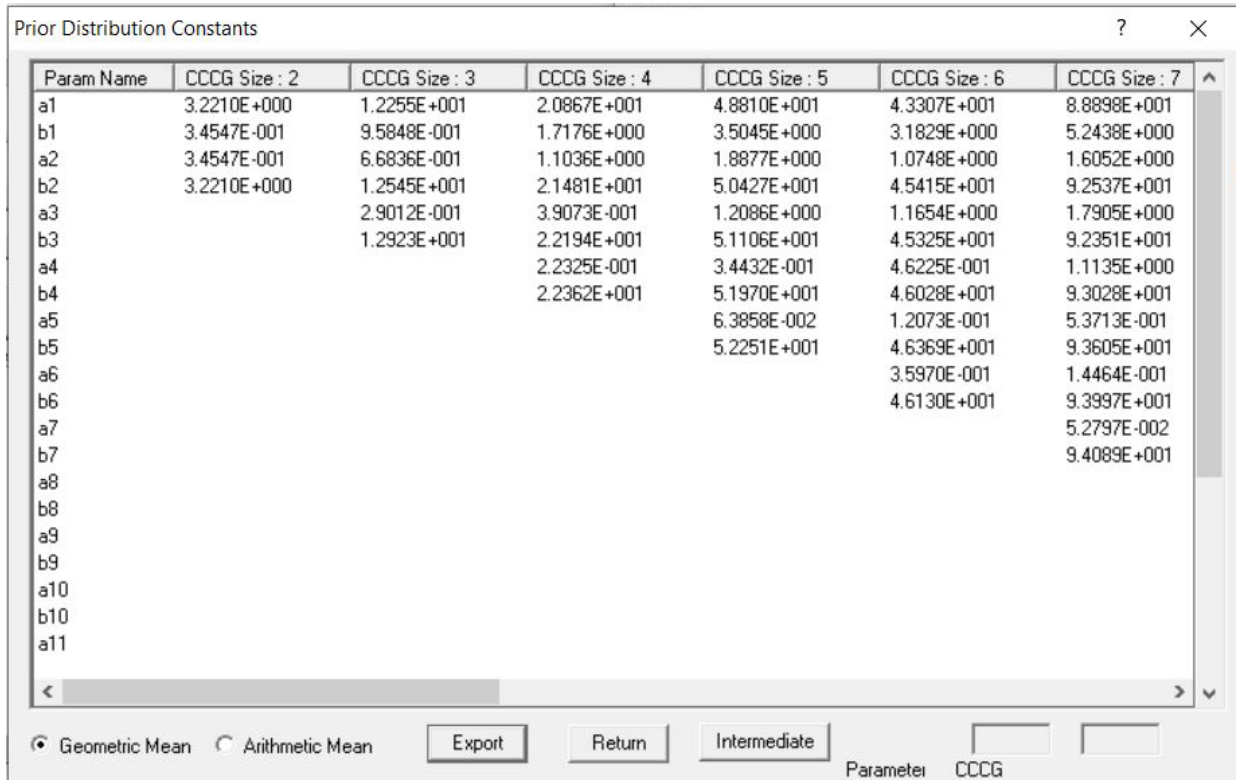 Prior Distribution Constants ? ×
Param Name CCCG Size : 2 CCCG Size : 3 CCCG Size : 4 CCCG Size : 5 CCCG Size : 6 CCCG Size : 7
a1 3.2210E+000 1.2255E+001 2.0867E+001 4.8810E+001 4.3307E+001 8.8898E+001
b1 3.4547E-001 9.5848E-001 1.7176E+000 3.5045E+000 3.1829E+000 5.2438E+000
a2 3.4547E-001 6.6836E-001 1.1036E+000 1.8877E+000 1.0748E+000 1.6052E+000
b2 3.2210E+000 1.2545E+001 2.1481E+001 5.0427E+001 4.5415E+001 9.2537E+001
a3 2.9012E-001 3.9073E-001 1.2086E+000 1.1654E+000 1.7905E+000
b3 1.2923E+001 2.2194E+001 5.1106E+001 4.5325E+001 9.2351E+001
a4 2.2325E-001 3.4432E-001 4.6225E-001 1.1135E+000
b4 2.2362E+001 5.1970E+001 4.6028E+001 9.3028E+001
a5 6.3858E-002 1.2073E-001 5.3713E-001
b5 5.2251E+001 4.6369E+001 9.3605E+001
a6 3.5970E-001 1.4464E-001
b6 4.6130E+001 9.3997E+001
a7 5.2797E-002
b7 9.4089E+001
a8
b8
a9
b9
a10
b10
a11
Geometric Mean Arithmetic Mean Export Return Intermediate
Parameter CCCG